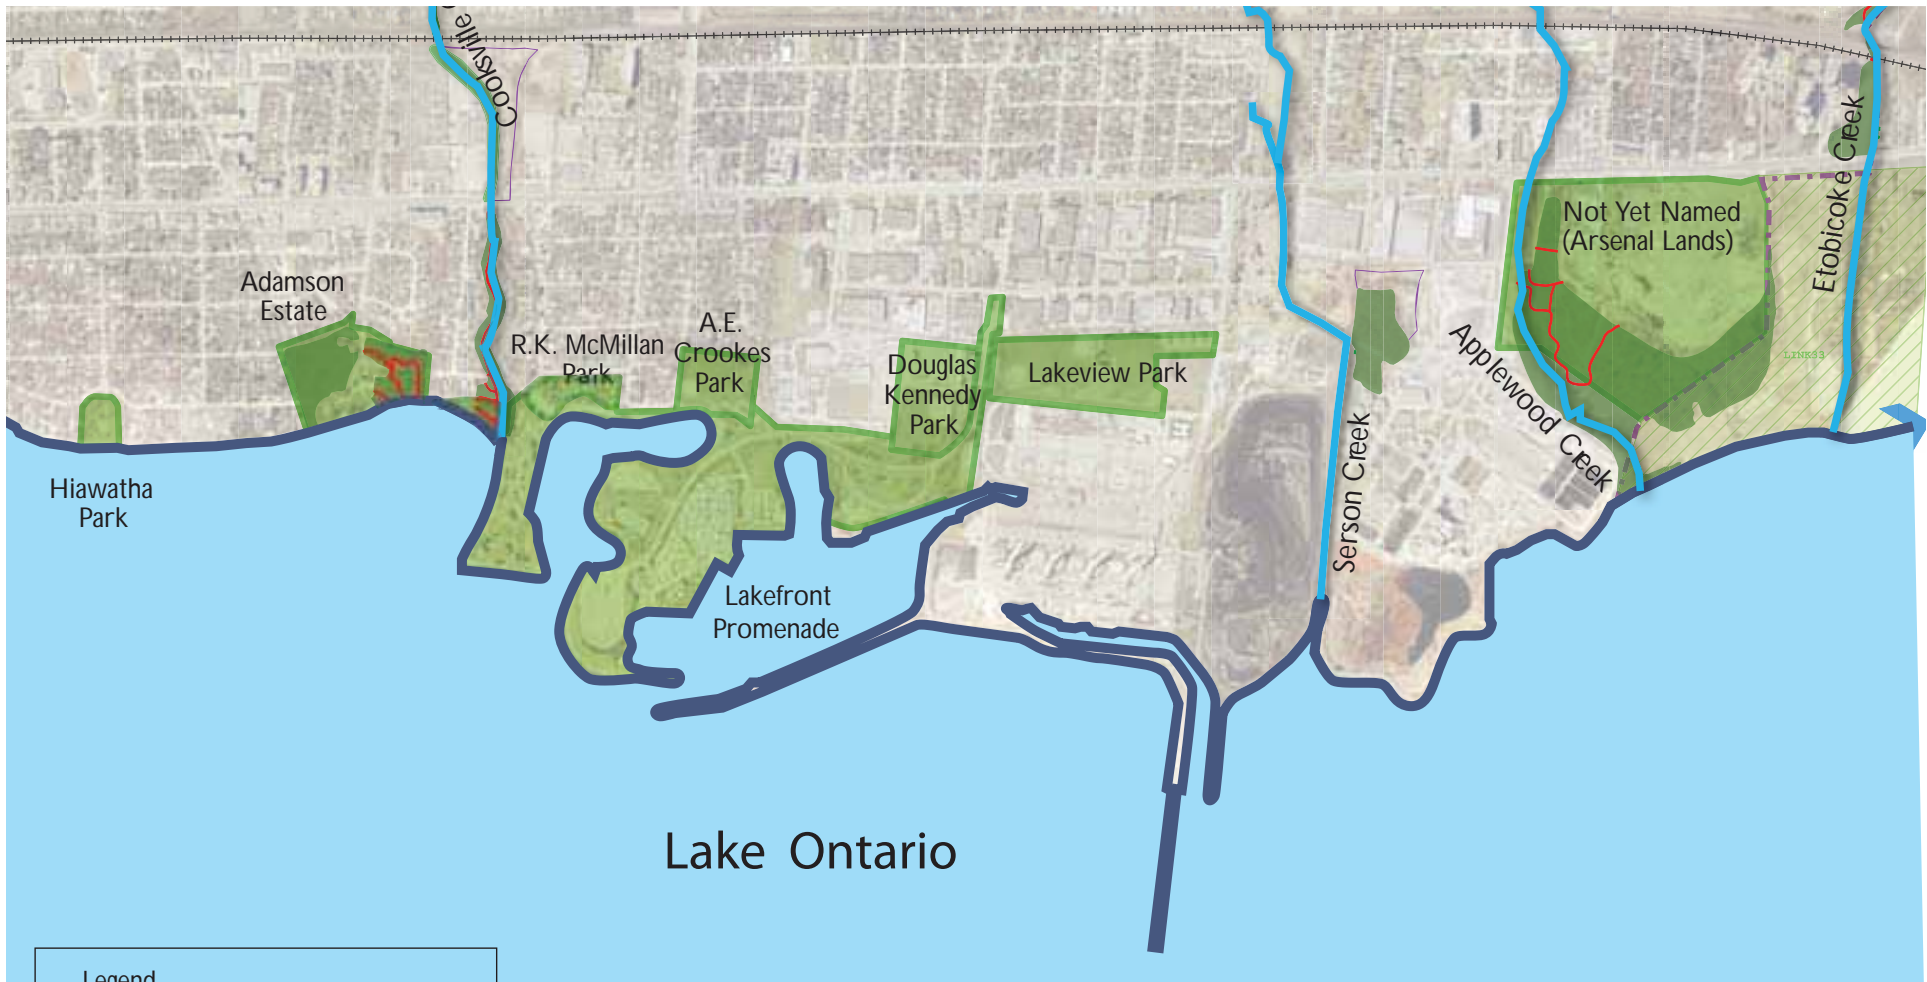 Cooksville C
Etobicoke Creek
Not Yet Named
(Arsenal Lands)
Adamson
Estate
A.E.
Crookes
Park
R.K. McMillan
Park
Douglas
Kennedy
Park
Lakeview Park
LINK33
Applewood Creek
Serson Creek
Hiawatha
Park
Lakefront
Promenade
Lake Ontario
Legend